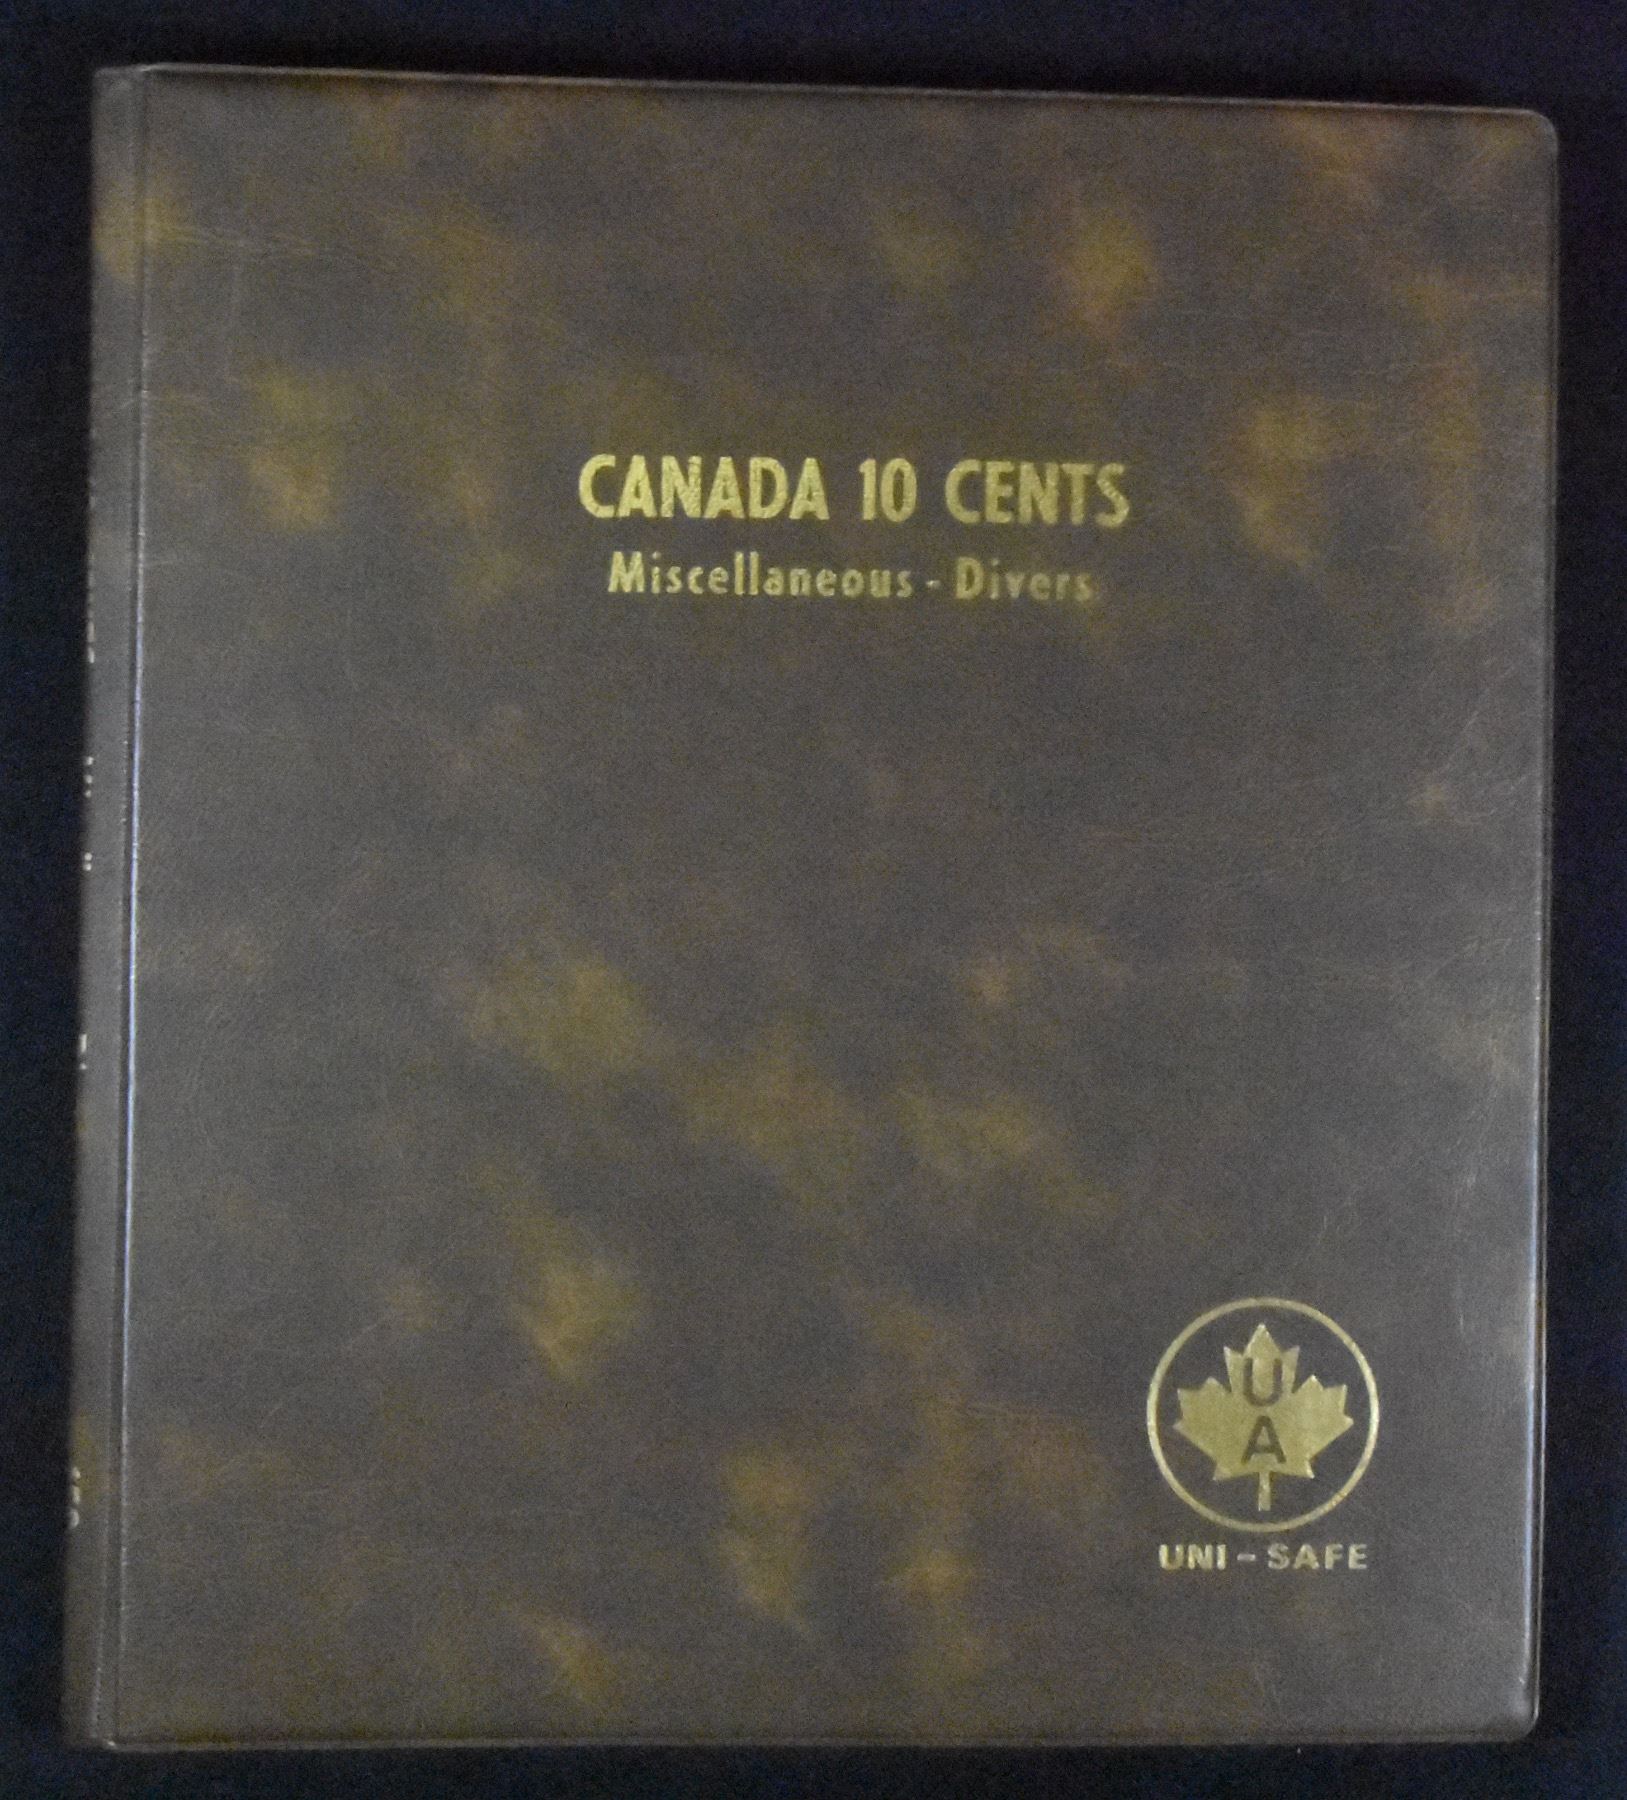 CANADA 10 CENTS
Miscellaneous - Divers
U
A
I
UNI - SAFE